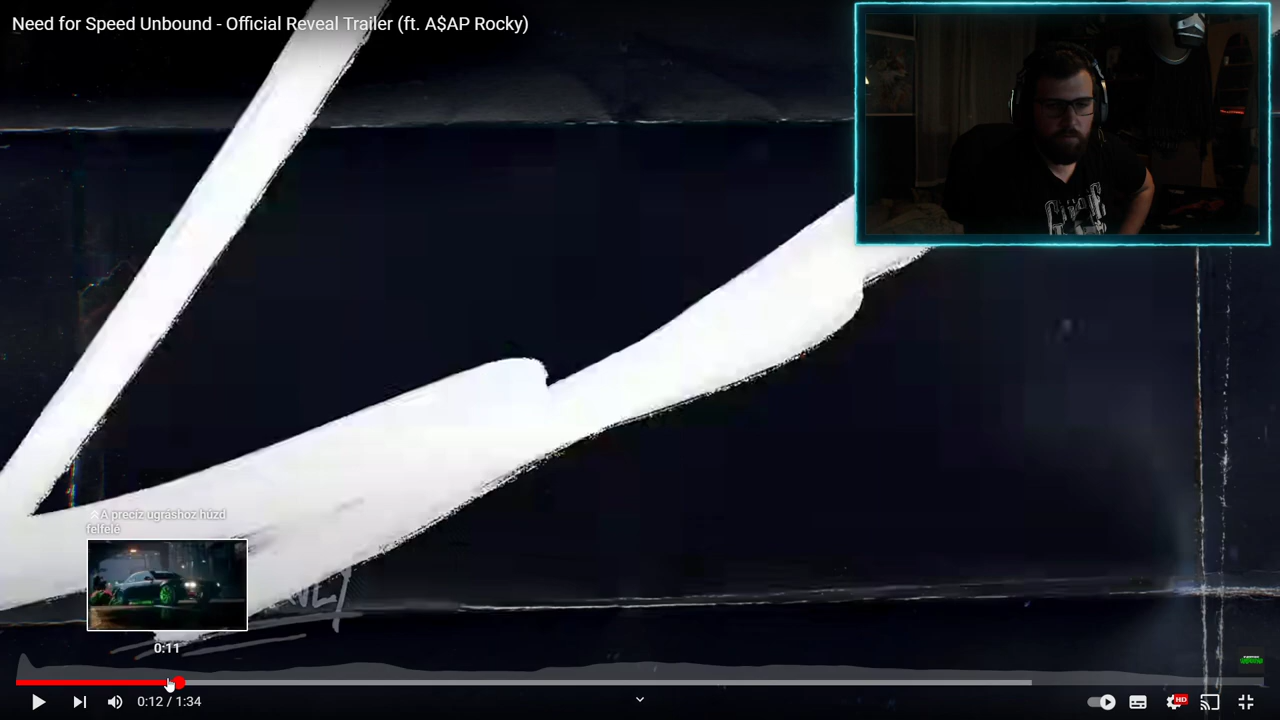 Need for Speed Unbound - Official Reveal Trailer (ft. A$AP Rocky)
A precíz ugráshoz húzd
felfelé
0:11
0:12 / 1:34
HD